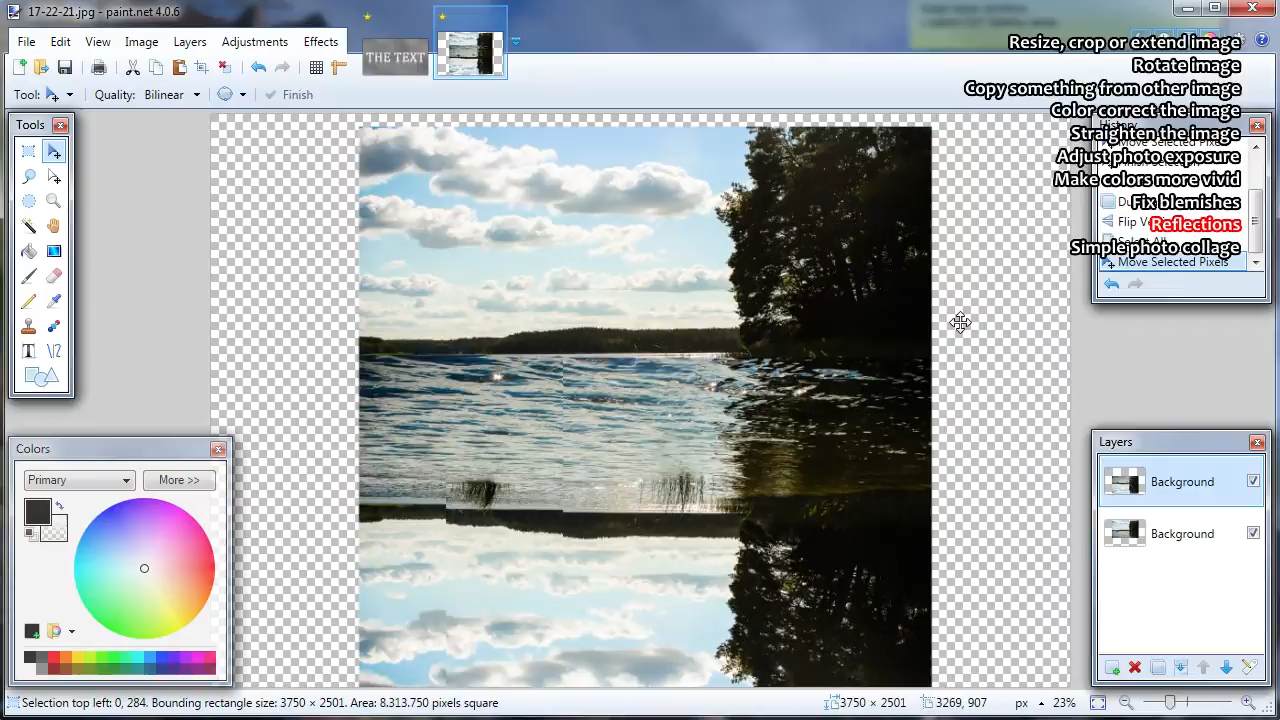 17-22-21.jpg - paint.net 4.0.6
File Edit View Image Adjustments Effects
THE TEXT
Tool: Quality: Bilinear Finish
Resize, crop or extend image
Rotate image
Copy something from other image
Color correct the image
Straighten the image
Adjust photo exposure
Make colors more vivid
Fix blemishes
Reflections
Simple photo collage
Tools
Move Selected Pixels
Colors
Primary
More >>
Layers
Background
Background
Selection top left: 0, 284. Bounding rectangle size: 3750 × 2501. Area: 8.313.750 pixels square
3750 × 2501
3269, 907
px
23%